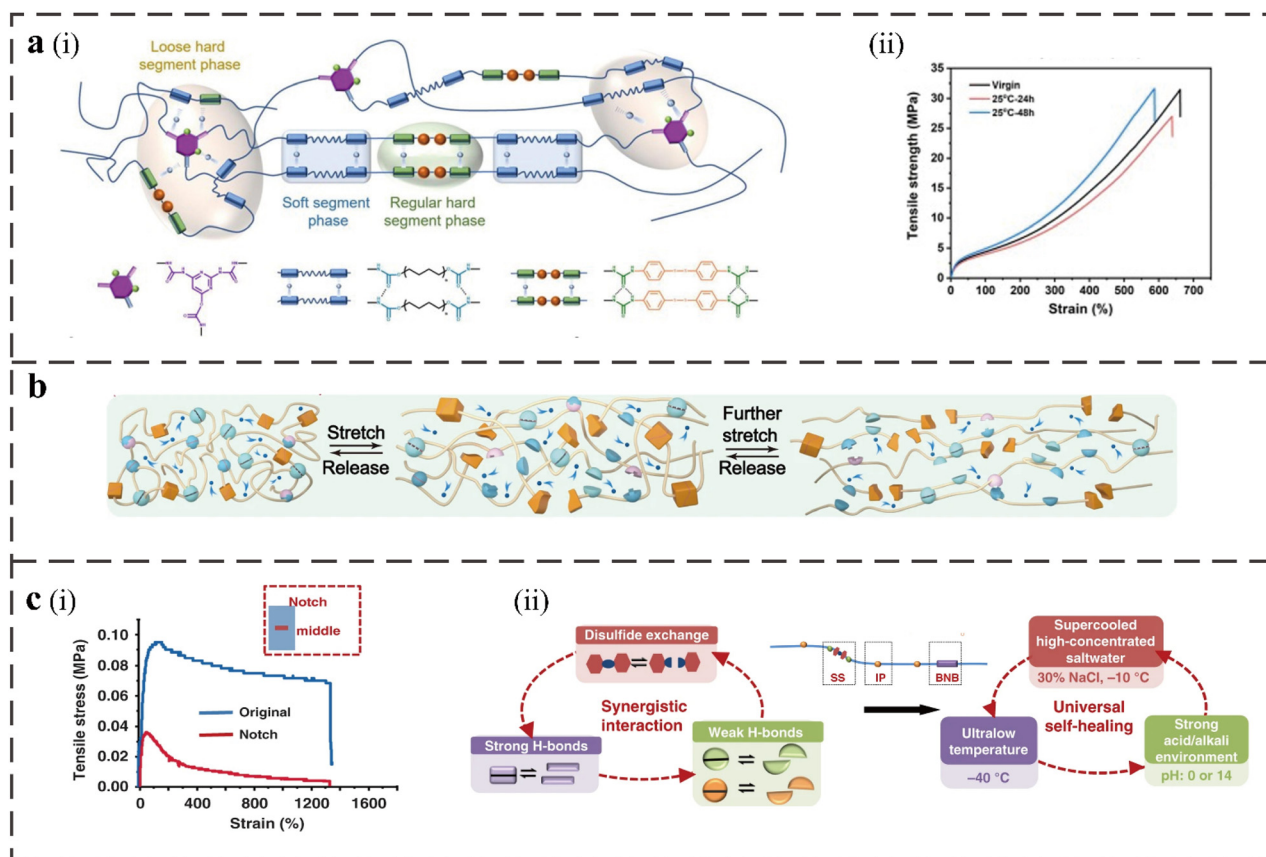 a (i)
Loose hard
segment phase
Soft segment
phase
Regular hard
segment phase
(ii)
Tensile strength (MPa)
35
30
25
20
15
10
5
0
Virgin
25°C-24h
25°C-48h
0 100 200 300 400 500 600 700
Strain (%)
b
Stretch
Release
Further
stretch
Release
c (i)
Notch
middle
Tensile stress (MPa)
0.10
0.08
0.06
0.04
0.02
0
Original
Notch
0 400 800 1200 1600
Strain (%)
(ii)
Disulfide exchange
Synergistic
interaction
Strong H-bonds
Weak H-bonds
SS IP BNB
Supercooled
high-concentrated
saltwater
30% NaCl, –10 °C
Universal
self-healing
Ultralow
temperature
–40 °C
Strong
acid/alkali
environment
pH: 0 or 14